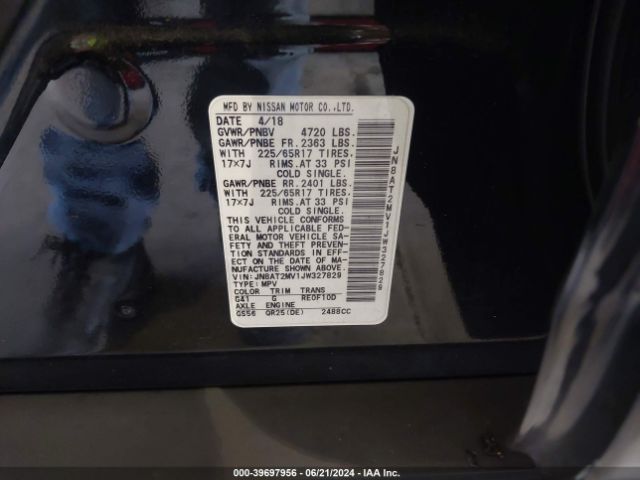 MFD BY NISSAN MOTOR CO.,LTD.
DATE 4/18
GVWR/PNBV 4720 LBS.
GAWR/PNBE FR.2363 LBS.
WITH 225/65R17 TIRES.
17×7J RIMS.AT 33 PSI
COLD SINGLE.
GAWR/PNBE RR.2401 LBS.
WITH 225/65R17 TIRES.
17×7J RIMS.AT 33 PSI
COLD SINGLE.
THIS VEHICLE CONFORMS
TO ALL APPLICABLE FED-
ERAL MOTOR VEHICLE SA-
FETY AND THEFT PREVEN-
TION STANDARDS IN EFF-
ECT ON THE DATE OF MA-
NUFACTURE SHOWN ABOVE.
VIN:JN8AT2MV1JW327829
TYPE:MPV
COLOR TRIM TRANS
G41 G RE0F10D
AXLE ENGINE
GS56 QR25(DE) 2488CC
JN8AT2MV1JW327829
000-39697956 - 06/21/2024 - IAA Inc.